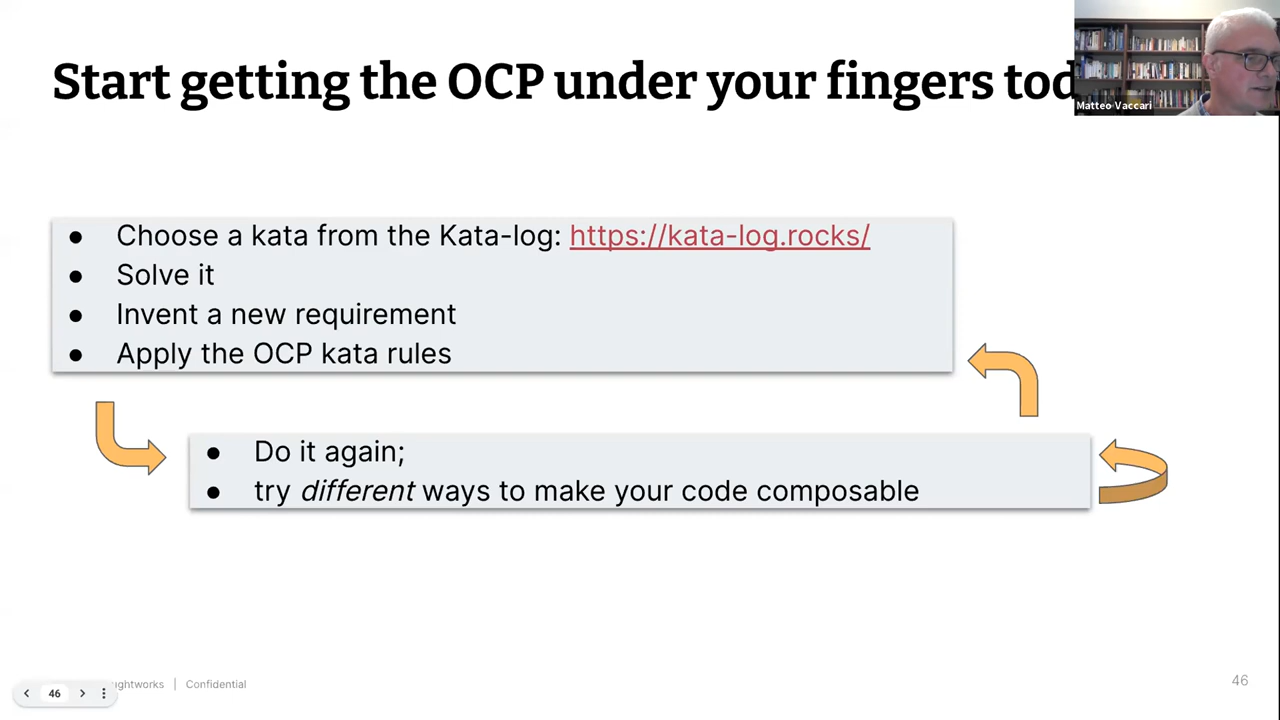 Start getting the OCP under your fingers tod
Matteo Vaccari
● Choose a kata from the Kata-log: https://kata-log.rocks/
● Solve it
● Invent a new requirement
● Apply the OCP kata rules
● Do it again;
● try different ways to make your code composable
46
ughtworks | Confidential
46